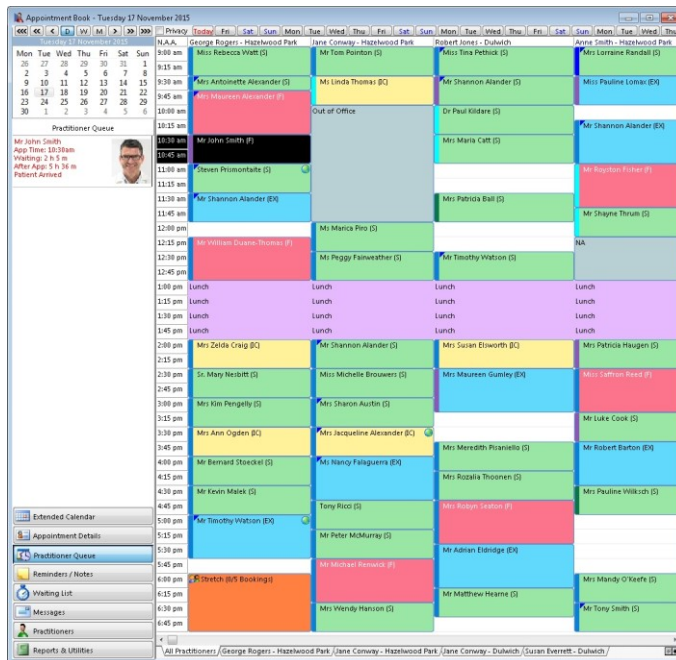 Appointment Book - Tuesday 17 November 2015
D W M Privacy Today Fri Sat Sun Mon Tue Wed Thu Fri Sat Sun Mon Tue Wed Thu Fri Sat Sun Mon Tue Wed Thu
Tuesday 17 November 2015
N.A.A. George Rogers - Hazelwood Park Jane Conway - Hazelwood Park Robert Jones - Dulwich Anne Smith - Hazelwood Park
Mon Tue Wed Thu Fri Sat Sun
26 27 28 29 30 31 1
2 3 4 5 6 7 8
9 10 11 12 13 14 15
16 17 18 19 20 21 22
23 24 25 26 27 28 29
30 1 2 3 4 5 6
Practitioner Queue
Mr John Smith
App Time: 10:30am
Waiting: 2 h 5 m
After App: 5 h 36 m
Patient Arrived
Extended Calendar
Appointment Details
Practitioner Queue
Reminders / Notes
Waiting List
Messages
Practitioners
Reports & Utilities
9:00 am Miss Rebecca Watt (S) Mr Tom Pointon (S) Miss Tina Pethick (S) Mrs Lorraine Randall (S)
9:15 am
9:30 am Mrs Antoinette Alexander (S) Ms Linda Thomas (IC) Mr Shannon Alander (S) Miss Pauline Lomax (EX)
9:45 am Mrs Maureen Alexander (F)
10:00 am Out of Office Dr Paul Kildare (S)
10:15 am Mr Shannon Alander (EX)
10:30 am Mr John Smith (F) Mrs Maria Catt (S)
10:45 am
11:00 am Steven Prismontaite (S) Mr Royston Fisher (F)
11:15 am
11:30 am Mr Shannon Alander (EX) Mrs Patricia Ball (S)
11:45 am Mr Shayne Thrum (S)
12:00 pm Ms Marica Piro (S)
12:15 pm Mr William Duane-Thomas (F) NA
12:30 pm Ms Peggy Fairweather (S) Mr Timothy Watson (S)
12:45 pm
1:00 pm Lunch Lunch Lunch Lunch
1:15 pm Lunch Lunch Lunch Lunch
1:30 pm Lunch Lunch Lunch Lunch
1:45 pm Lunch Lunch Lunch Lunch
2:00 pm Mrs Zelda Craig (IC) Mr Shannon Alander (S) Mrs Susan Elsworth (IC) Mrs Patricia Haugen (S)
2:15 pm
2:30 pm Sr. Mary Nesbitt (S) Miss Michelle Brouwers (S) Mrs Maureen Gumley (EX) Miss Saffron Reed (F)
2:45 pm
3:00 pm Mrs Kim Pengelly (S) Mrs Sharon Austin (S)
3:15 pm Mr Luke Cook (S)
3:30 pm Mrs Ann Ogden (IC) Mrs Jacqueline Alexander (IC)
3:45 pm Mrs Meredith Pisaniello (S) Mr Robert Barton (EX)
4:00 pm Mr Bernard Stoeckel (S) Ms Nancy Falaguerra (EX)
4:15 pm Mrs Rozalia Thoonen (S)
4:30 pm Mr Kevin Malek (S) Mrs Pauline Wilksch (S)
4:45 pm Tony Ricci (S) Mrs Robyn Seaton (F)
5:00 pm Mr Timothy Watson (EX)
5:15 pm Mr Peter McMurray (S)
5:30 pm Mr Adrian Eldridge (EX)
5:45 pm Mr Michael Renwick (F)
6:00 pm Stretch (0/5 Bookings) Mrs Mandy O'Keefe (S)
6:15 pm Mr Matthew Hearne (S)
6:30 pm Mrs Wendy Hanson (S) Mr Tony Smith (S)
6:45 pm
All Practitioners George Rogers - Hazelwood Park Jane Conway - Hazelwood Park Jane Conway - Dulwich Susan Everrett - Dulwich